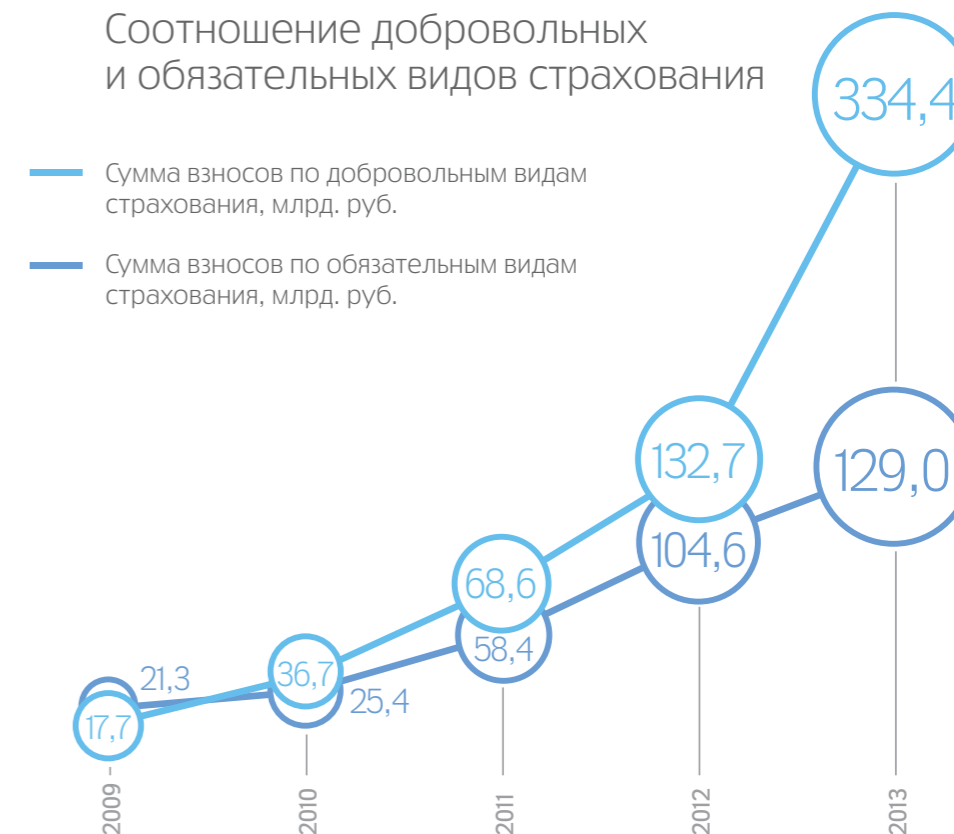 Соотношение добровольных
и обязательных видов страхования
Сумма взносов по добровольным видам
страхования, млрд. руб.
Сумма взносов по обязательным видам
страхования, млрд. руб.
334,4
129,0
132,7
104,6
68,6
58,4
36,7
25,4
21,3
17,7
2009
2010
2011
2012
2013